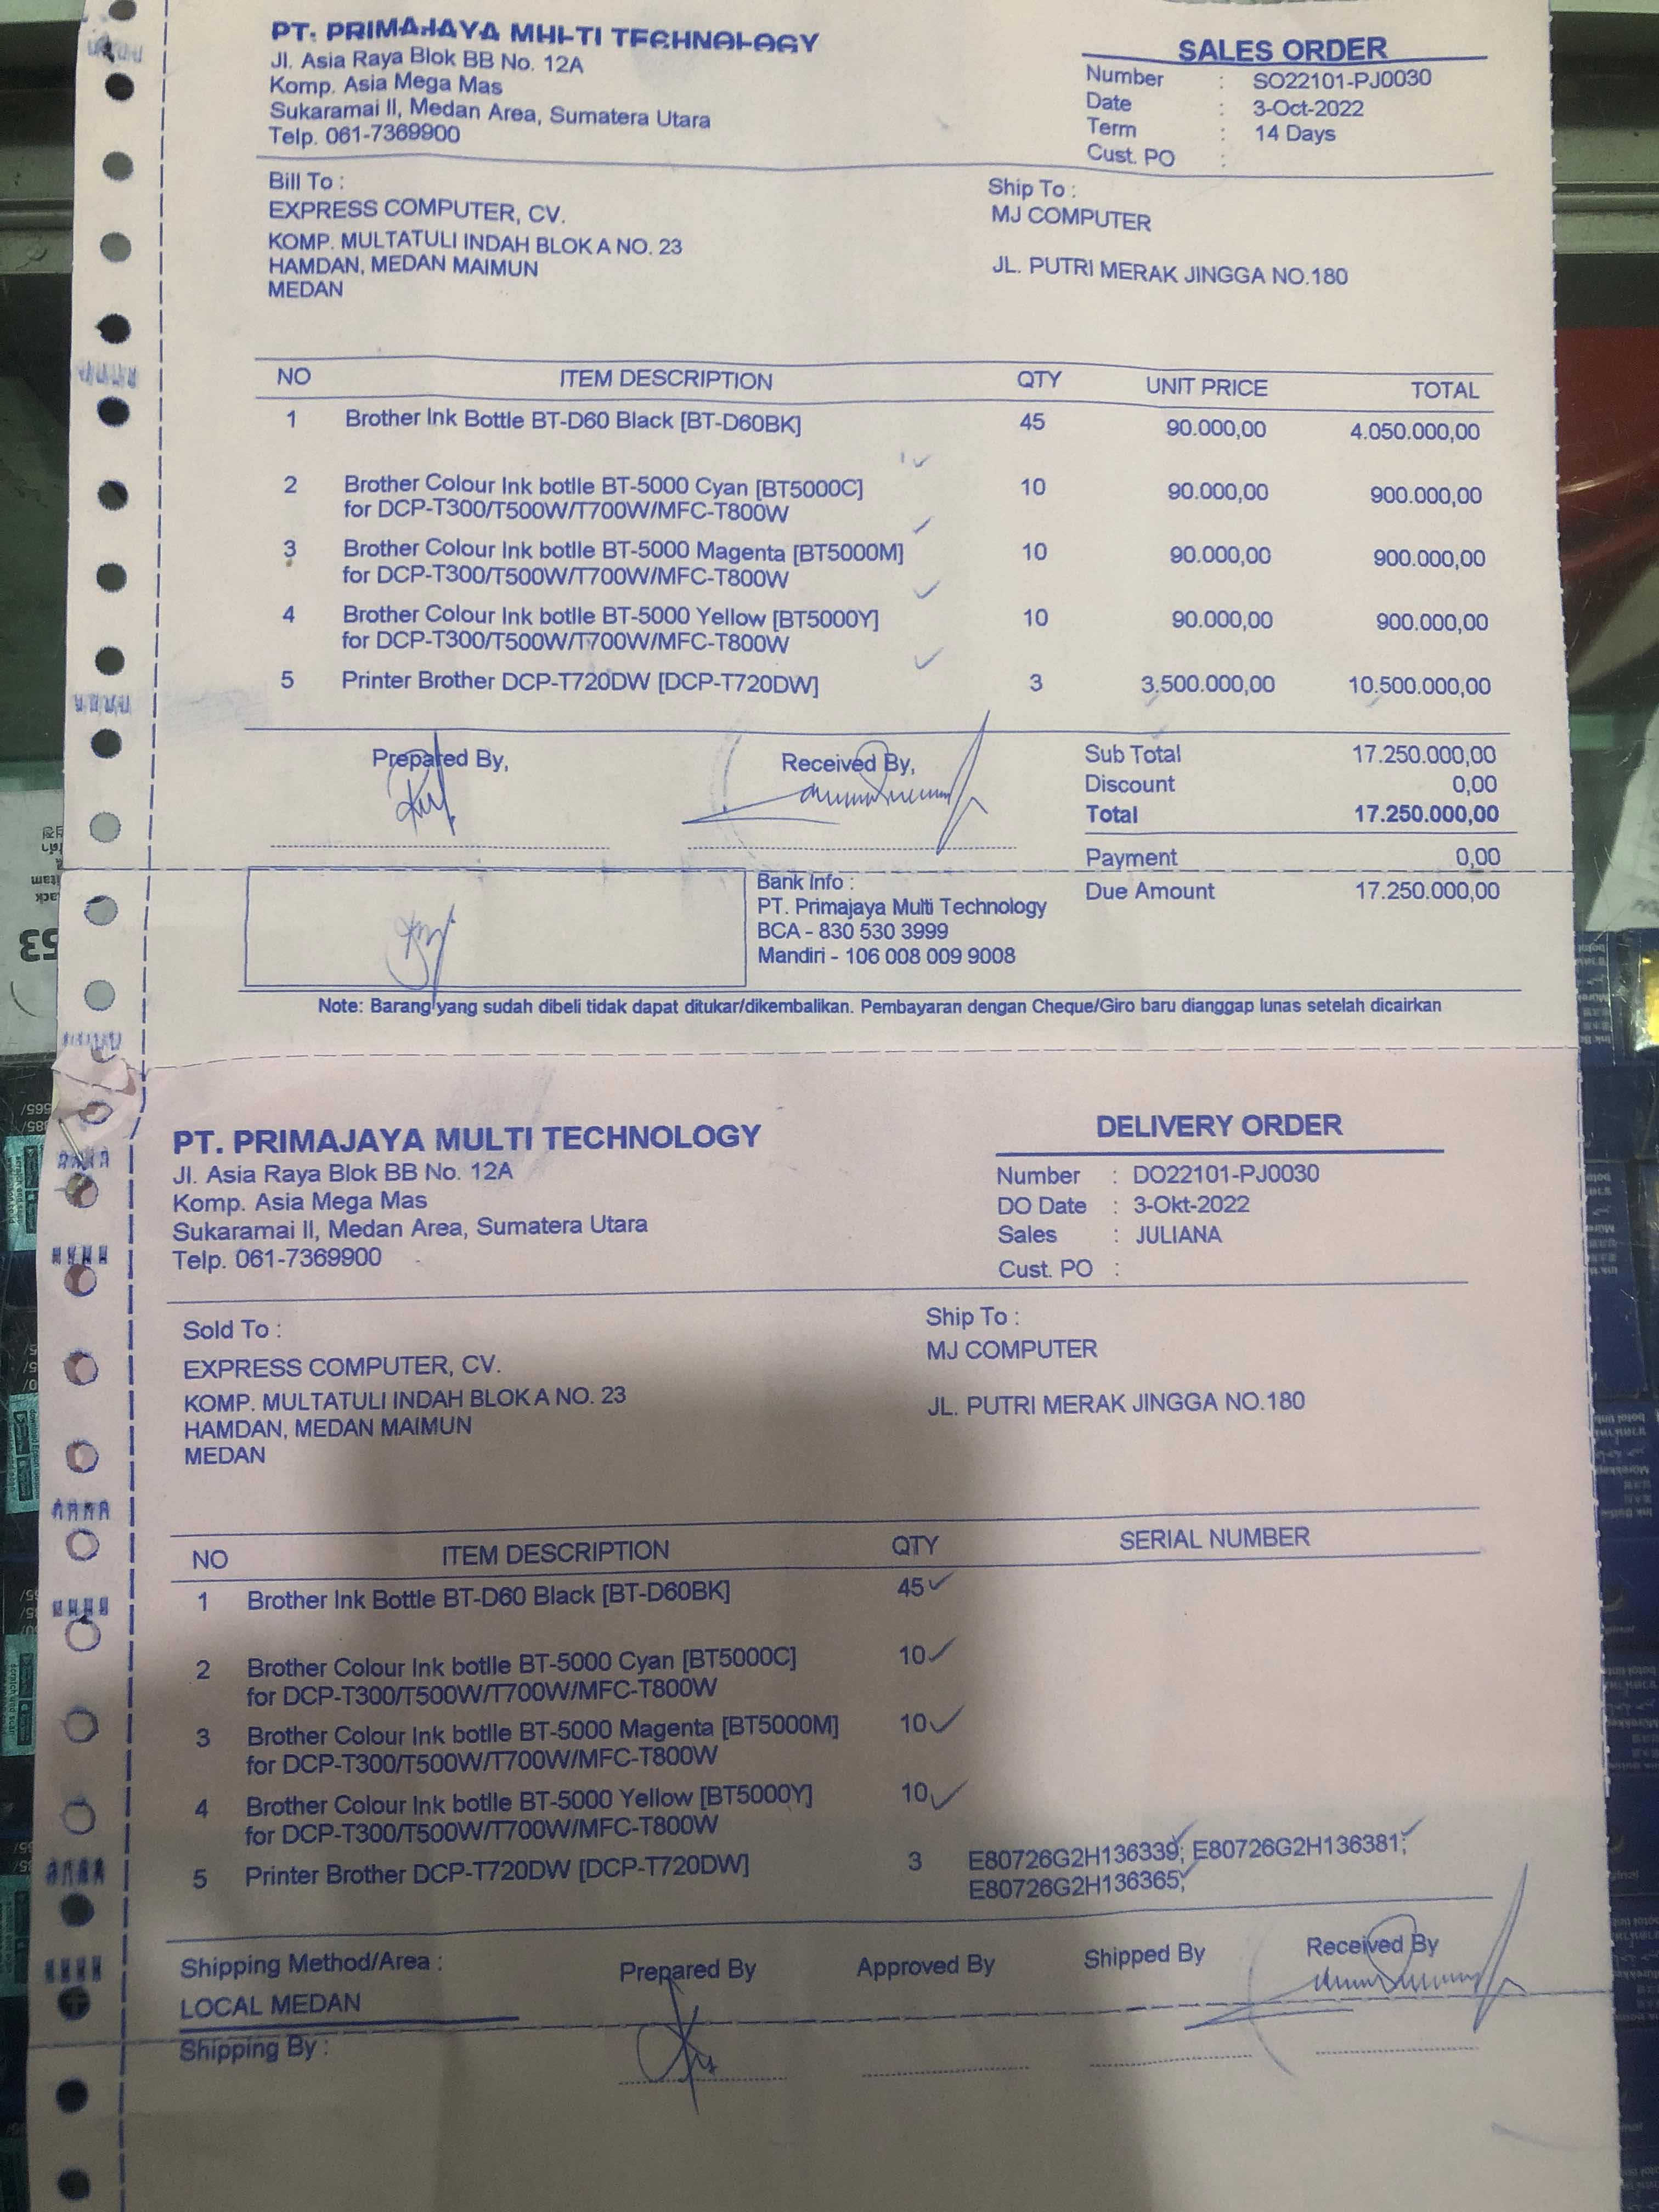 PT. PRIMAJAYA MULTI TECHNOLOGY
Jl. Asia Raya Blok BB No. 12A
Komp. Asia Mega Mas
Sukaramai II, Medan Area, Sumatera Utara
Telp. 061-7369900
SALES ORDER
Number : SO22101-PJ0030
Date : 3-Oct-2022
Term : 14 Days
Cust. PO :
Bill To :
EXPRESS COMPUTER, CV.
KOMP. MULTATULI INDAH BLOK A NO. 23
HAMDAN, MEDAN MAIMUN
MEDAN
Ship To :
MJ COMPUTER
JL. PUTRI MERAK JINGGA NO.180
NO ITEM DESCRIPTION QTY UNIT PRICE TOTAL
1 Brother Ink Bottle BT-D60 Black [BT-D60BK] 45 90.000,00 4.050.000,00
2 Brother Colour Ink botlle BT-5000 Cyan [BT5000C] 10 90.000,00 900.000,00
for DCP-T300/T500W/T700W/MFC-T800W
3 Brother Colour Ink botlle BT-5000 Magenta [BT5000M] 10 90.000,00 900.000,00
for DCP-T300/T500W/T700W/MFC-T800W
4 Brother Colour Ink botlle BT-5000 Yellow [BT5000Y] 10 90.000,00 900.000,00
for DCP-T300/T500W/T700W/MFC-T800W
5 Printer Brother DCP-T720DW [DCP-T720DW] 3 3.500.000,00 10.500.000,00
Prepared By,
Received By,
Sub Total 17.250.000,00
Discount 0,00
Total 17.250.000,00
Payment 0,00
Due Amount 17.250.000,00
Bank Info :
PT. Primajaya Multi Technology
BCA - 830 530 3999
Mandiri - 106 008 009 9008
Note: Barang yang sudah dibeli tidak dapat ditukar/dikembalikan. Pembayaran dengan Cheque/Giro baru dianggap lunas setelah dicairkan
PT. PRIMAJAYA MULTI TECHNOLOGY
Jl. Asia Raya Blok BB No. 12A
Komp. Asia Mega Mas
Sukaramai II, Medan Area, Sumatera Utara
Telp. 061-7369900
DELIVERY ORDER
Number : DO22101-PJ0030
DO Date : 3-Okt-2022
Sales : JULIANA
Cust. PO :
Sold To :
EXPRESS COMPUTER, CV.
KOMP. MULTATULI INDAH BLOK A NO. 23
HAMDAN, MEDAN MAIMUN
MEDAN
Ship To :
MJ COMPUTER
JL. PUTRI MERAK JINGGA NO.180
NO ITEM DESCRIPTION QTY SERIAL NUMBER
1 Brother Ink Bottle BT-D60 Black [BT-D60BK] 45
2 Brother Colour Ink botlle BT-5000 Cyan [BT5000C] 10
for DCP-T300/T500W/T700W/MFC-T800W
3 Brother Colour Ink botlle BT-5000 Magenta [BT5000M] 10
for DCP-T300/T500W/T700W/MFC-T800W
4 Brother Colour Ink botlle BT-5000 Yellow [BT5000Y] 10
for DCP-T300/T500W/T700W/MFC-T800W
5 Printer Brother DCP-T720DW [DCP-T720DW] 3 E80726G2H136339; E80726G2H136381;
E80726G2H136365;
Shipping Method/Area :
LOCAL MEDAN
Shipping By :
Prepared By
Approved By
Shipped By
Received By